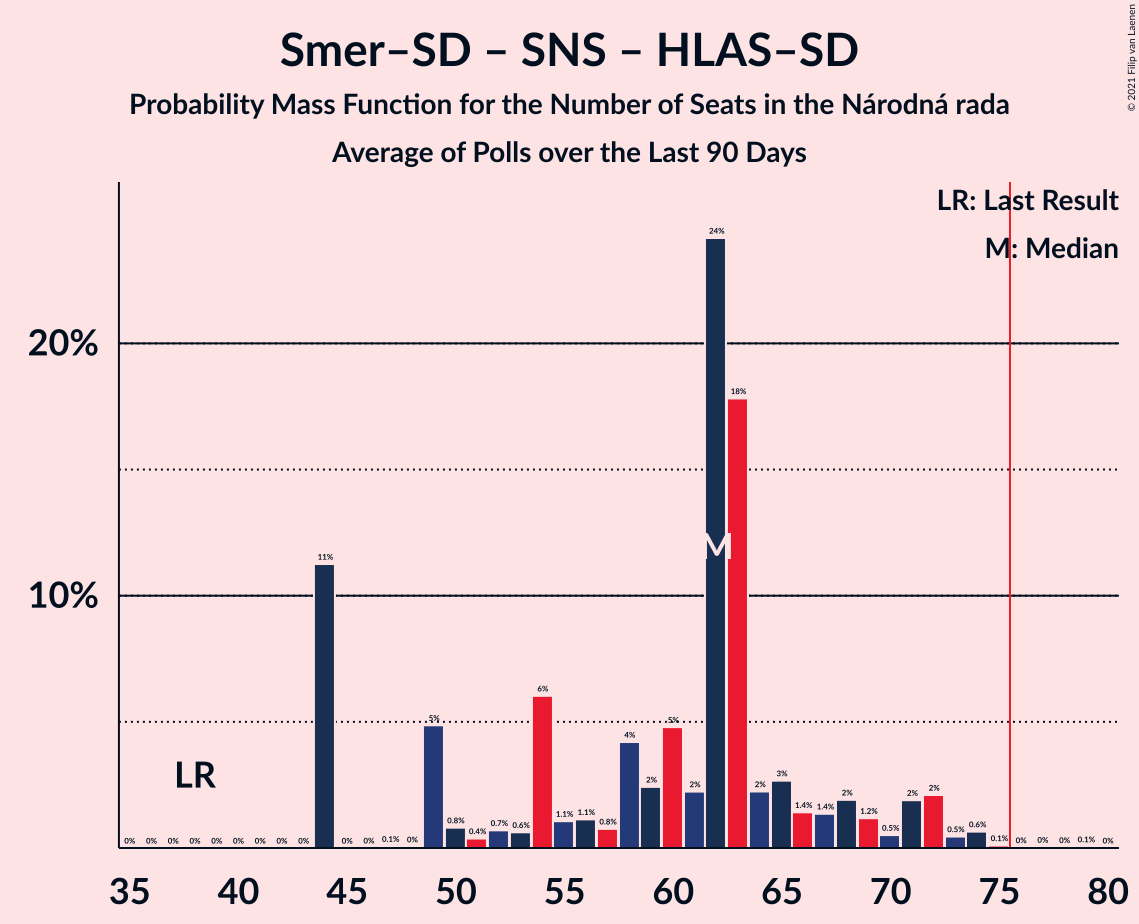 Smer–SD – SNS – HLAS–SD
Probability Mass Function for the Number of Seats in the Národná rada
Average of Polls over the Last 90 Days
© 2021 Filip van Laenen
LR: Last Result
M: Median
20%
10%
LR
M
0% 0% 0% 0% 0% 0% 0% 0% 0% 11% 0% 0% 0.1% 0% 5% 0.8% 0.4% 0.7% 0.6% 6% 1.1% 1.1% 0.8% 4% 2% 5% 2% 24% 18% 2% 3% 1.4% 1.4% 2% 1.2% 0.5% 2% 2% 0.5% 0.6% 0.1% 0% 0% 0% 0.1% 0%
35 40 45 50 55 60 65 70 75 80